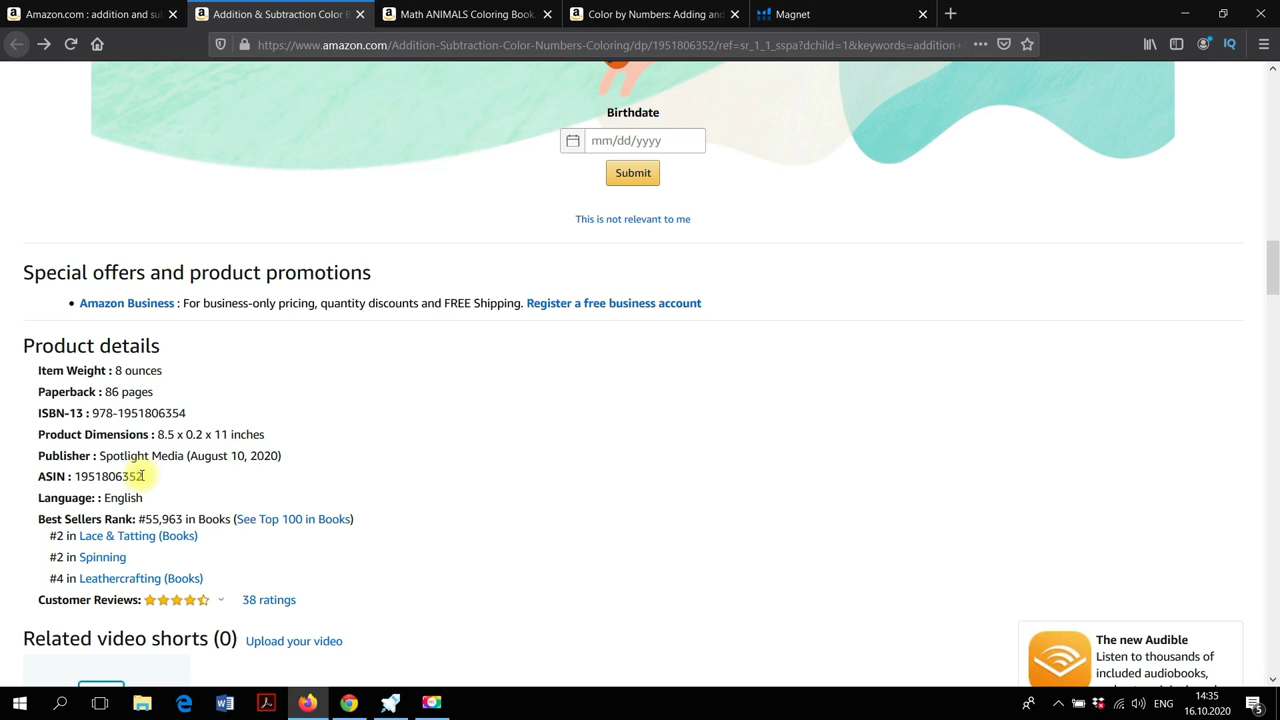 Amazon.com : addition and su
Addition & Subtraction Color B
Math ANIMALS Coloring Book
Color by Numbers: Adding and
Magnet
https://www.amazon.com/Addition-Subtraction-Color-Numbers-Coloring/dp/1951806352/ref=sr_1_1_sspa?dchild=1&keywords=addition
Birthdate
mm/dd/yyyy
Submit
This is not relevant to me
Special offers and product promotions
• Amazon Business : For business-only pricing, quantity discounts and FREE Shipping. Register a free business account
Product details
Item Weight : 8 ounces
Paperback : 86 pages
ISBN-13 : 978-1951806354
Product Dimensions : 8.5 x 0.2 x 11 inches
Publisher : Spotlight Media (August 10, 2020)
ASIN : 1951806352
Language: : English
Best Sellers Rank: #55,963 in Books (See Top 100 in Books)
#2 in Lace & Tatting (Books)
#2 in Spinning
#4 in Leathercrafting (Books)
Customer Reviews: 38 ratings
Related video shorts (0) Upload your video
The new Audible
Listen to thousands of
included audiobooks,
ENG
14:35
16.10.2020
5